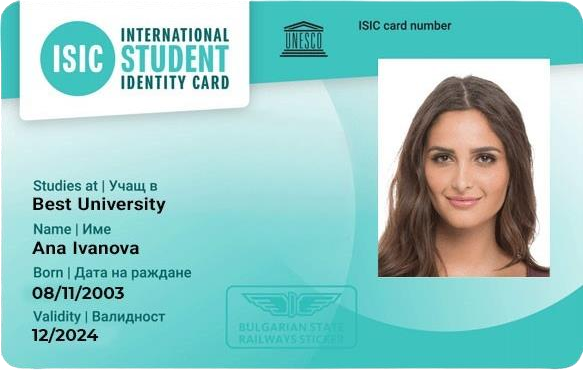 ISIC
INTERNATIONAL
STUDENT
IDENTITY CARD
UNESCO
ISIC card number
Studies at | Учащ в
Best University
Name | Име
Ana Ivanova
Born | Дата на раждане
08/11/2003
Validity | Валидност
12/2024
BULGARIAN STATE
RAILWAYS STICKER